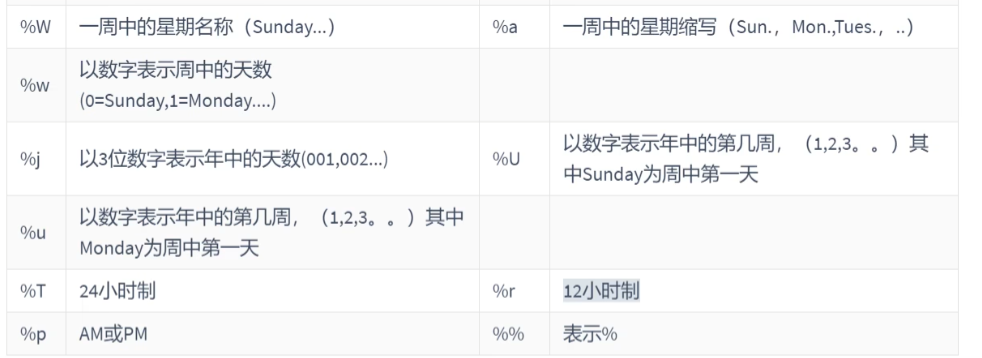 %W 一周中的星期名称（Sunday...） %a 一周中的星期缩写（Sun.，Mon.,Tues.，..）
%w 以数字表示周中的天数
(0=Sunday,1=Monday....)
%j 以3位数字表示年中的天数(001,002...) %U 以数字表示年中的第几周，（1,2,3。。）其
中Sunday为周中第一天
%u 以数字表示年中的第几周，（1,2,3。。）其中
Monday为周中第一天
%T 24小时制 %r 12小时制
%p AM或PM %% 表示%